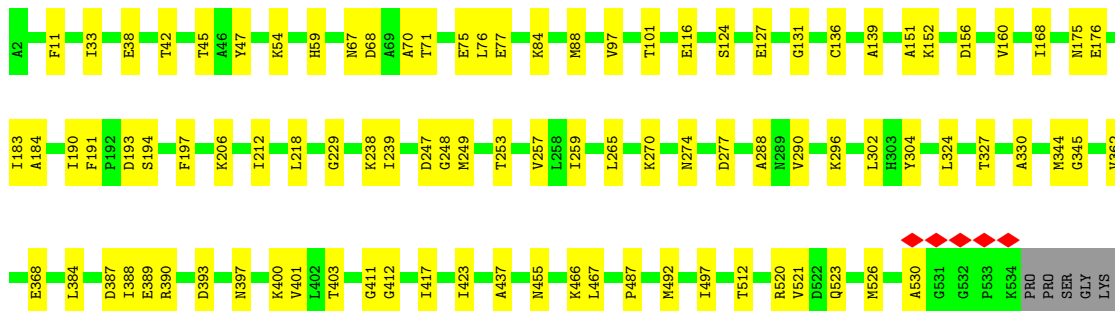 A2 F11 I33 E38 T42 T45 A46 Y47 K54 H59 N67 D68 A69 A70 T71 E75 L76 E77 K84 M88 V97 T101 E116 S124 E127 G131 C136 A139 A151 K152 D156 V160 I168 N175 E176
I183 A184 I190 F191 P192 D193 S194 F197 K206 I212 L218 G229 K238 I239 D247 G248 M249 T253 V257 L258 I259 L265 K270 N274 D277 A288 N289 V290 K296 L302 H303 Y304 L324 T327 A330 M344 G345
E368 L384 D387 I388 E389 R390 D393 N397 K400 V401 L402 T403 G411 G412 I417 I423 A437 N455 K466 L467 P487 M492 I497 T512 R520 V521 D522 Q523 M526 A530 G531 G532 P533 K534 PRO PRO SER GLY LYS